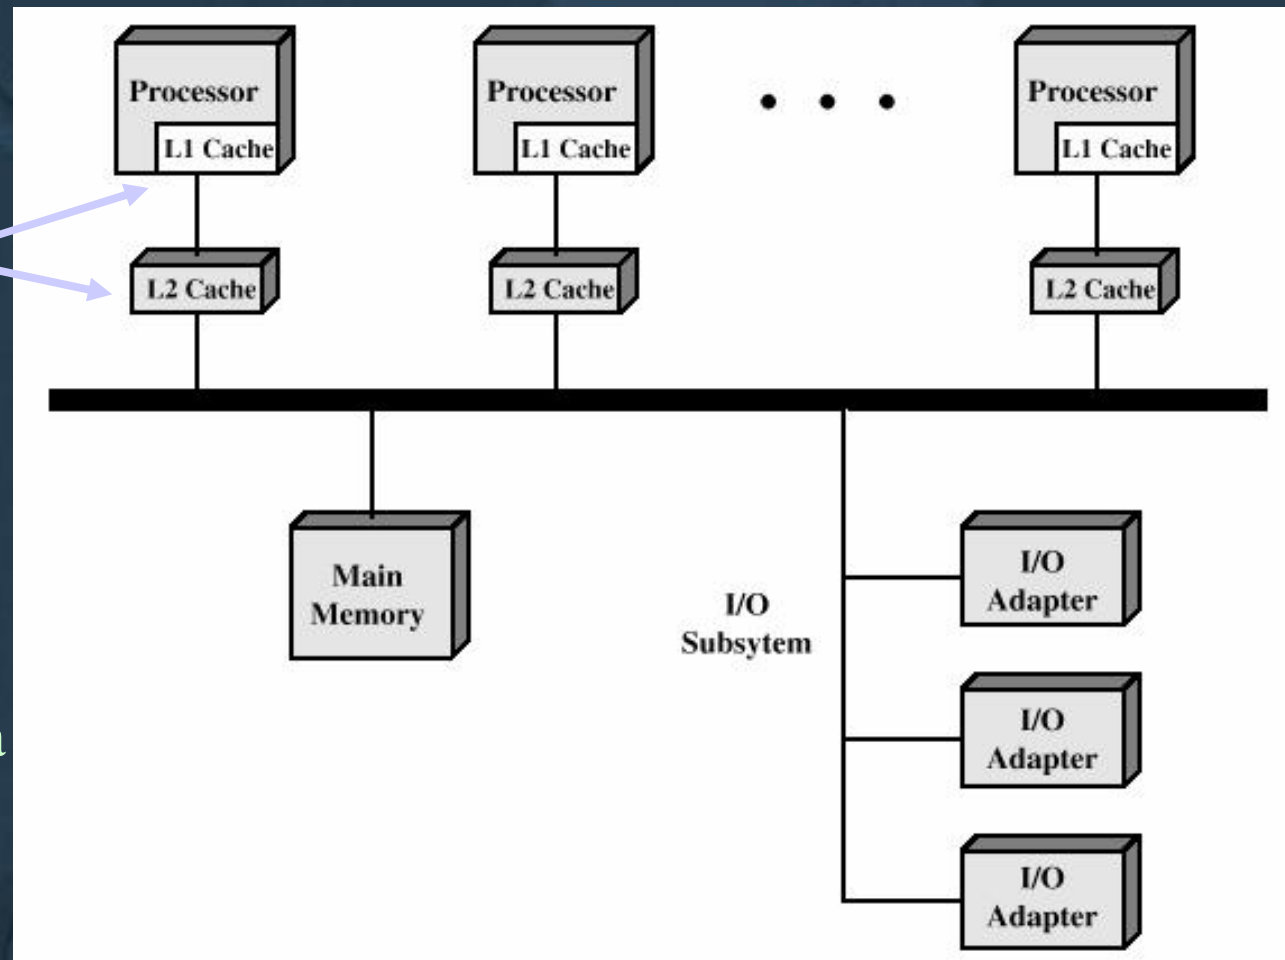 Processor
L1 Cache
Processor
L1 Cache
Processor
L1 Cache
L2 Cache
L2 Cache
L2 Cache
Main
Memory
I/O
Subsytem
I/O
Adapter
I/O
Adapter
I/O
Adapter